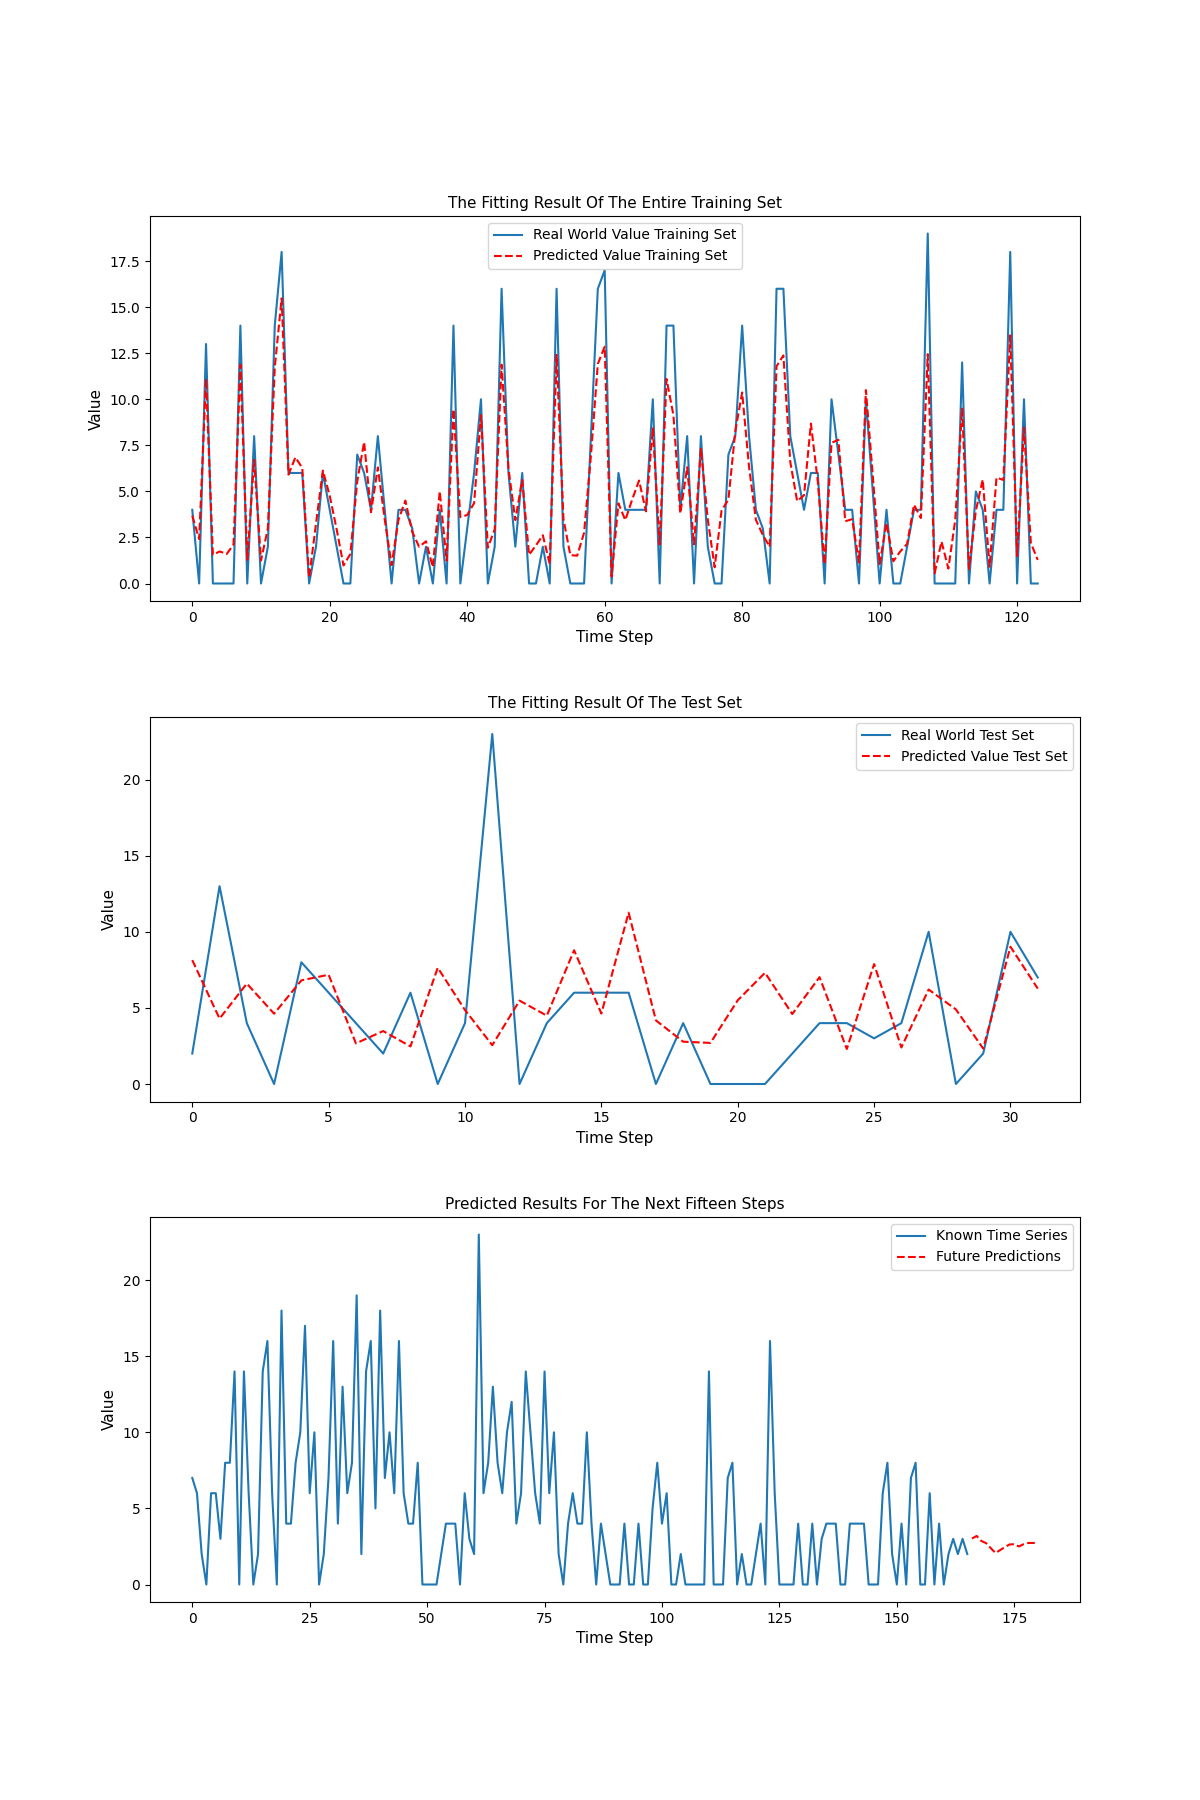 The Fitting Result Of The Entire Training Set
Real World Value Training Set
Predicted Value Training Set
Value
17.5
15.0
12.5
10.0
7.5
5.0
2.5
0.0
0 20 40 60 80 100 120
Time Step
The Fitting Result Of The Test Set
Real World Test Set
Predicted Value Test Set
Value
20
15
10
5
0
0 5 10 15 20 25 30
Time Step
Predicted Results For The Next Fifteen Steps
Known Time Series
Future Predictions
Value
20
15
10
5
0
0 25 50 75 100 125 150 175
Time Step